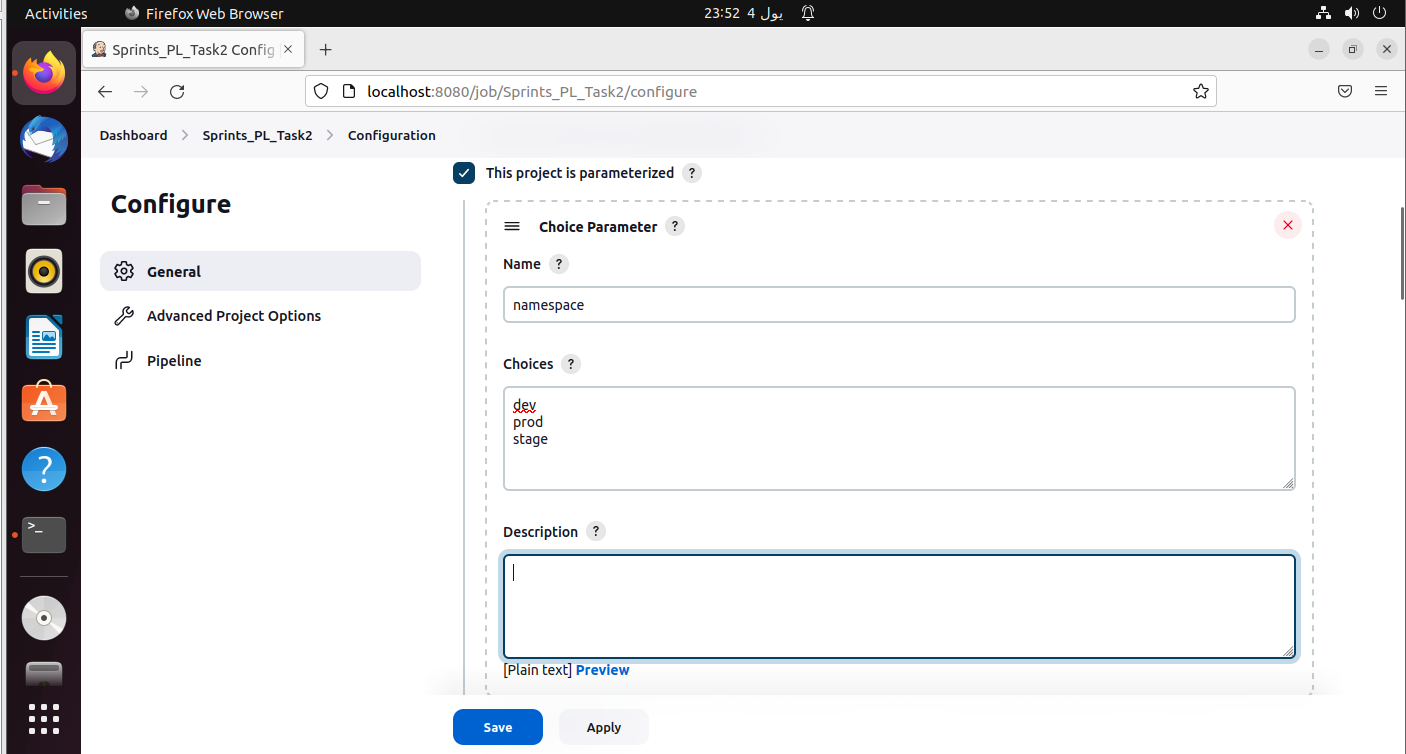 Activities
Firefox Web Browser
23:52 4 يول
Sprints_PL_Task2 Config
localhost:8080/job/Sprints_PL_Task2/configure
Dashboard
Sprints_PL_Task2
Configuration
Configure
General
Advanced Project Options
Pipeline
This project is parameterized ?
Choice Parameter ?
Name ?
namespace
Choices ?
dev
prod
stage
Description ?
[Plain text] Preview
Save
Apply